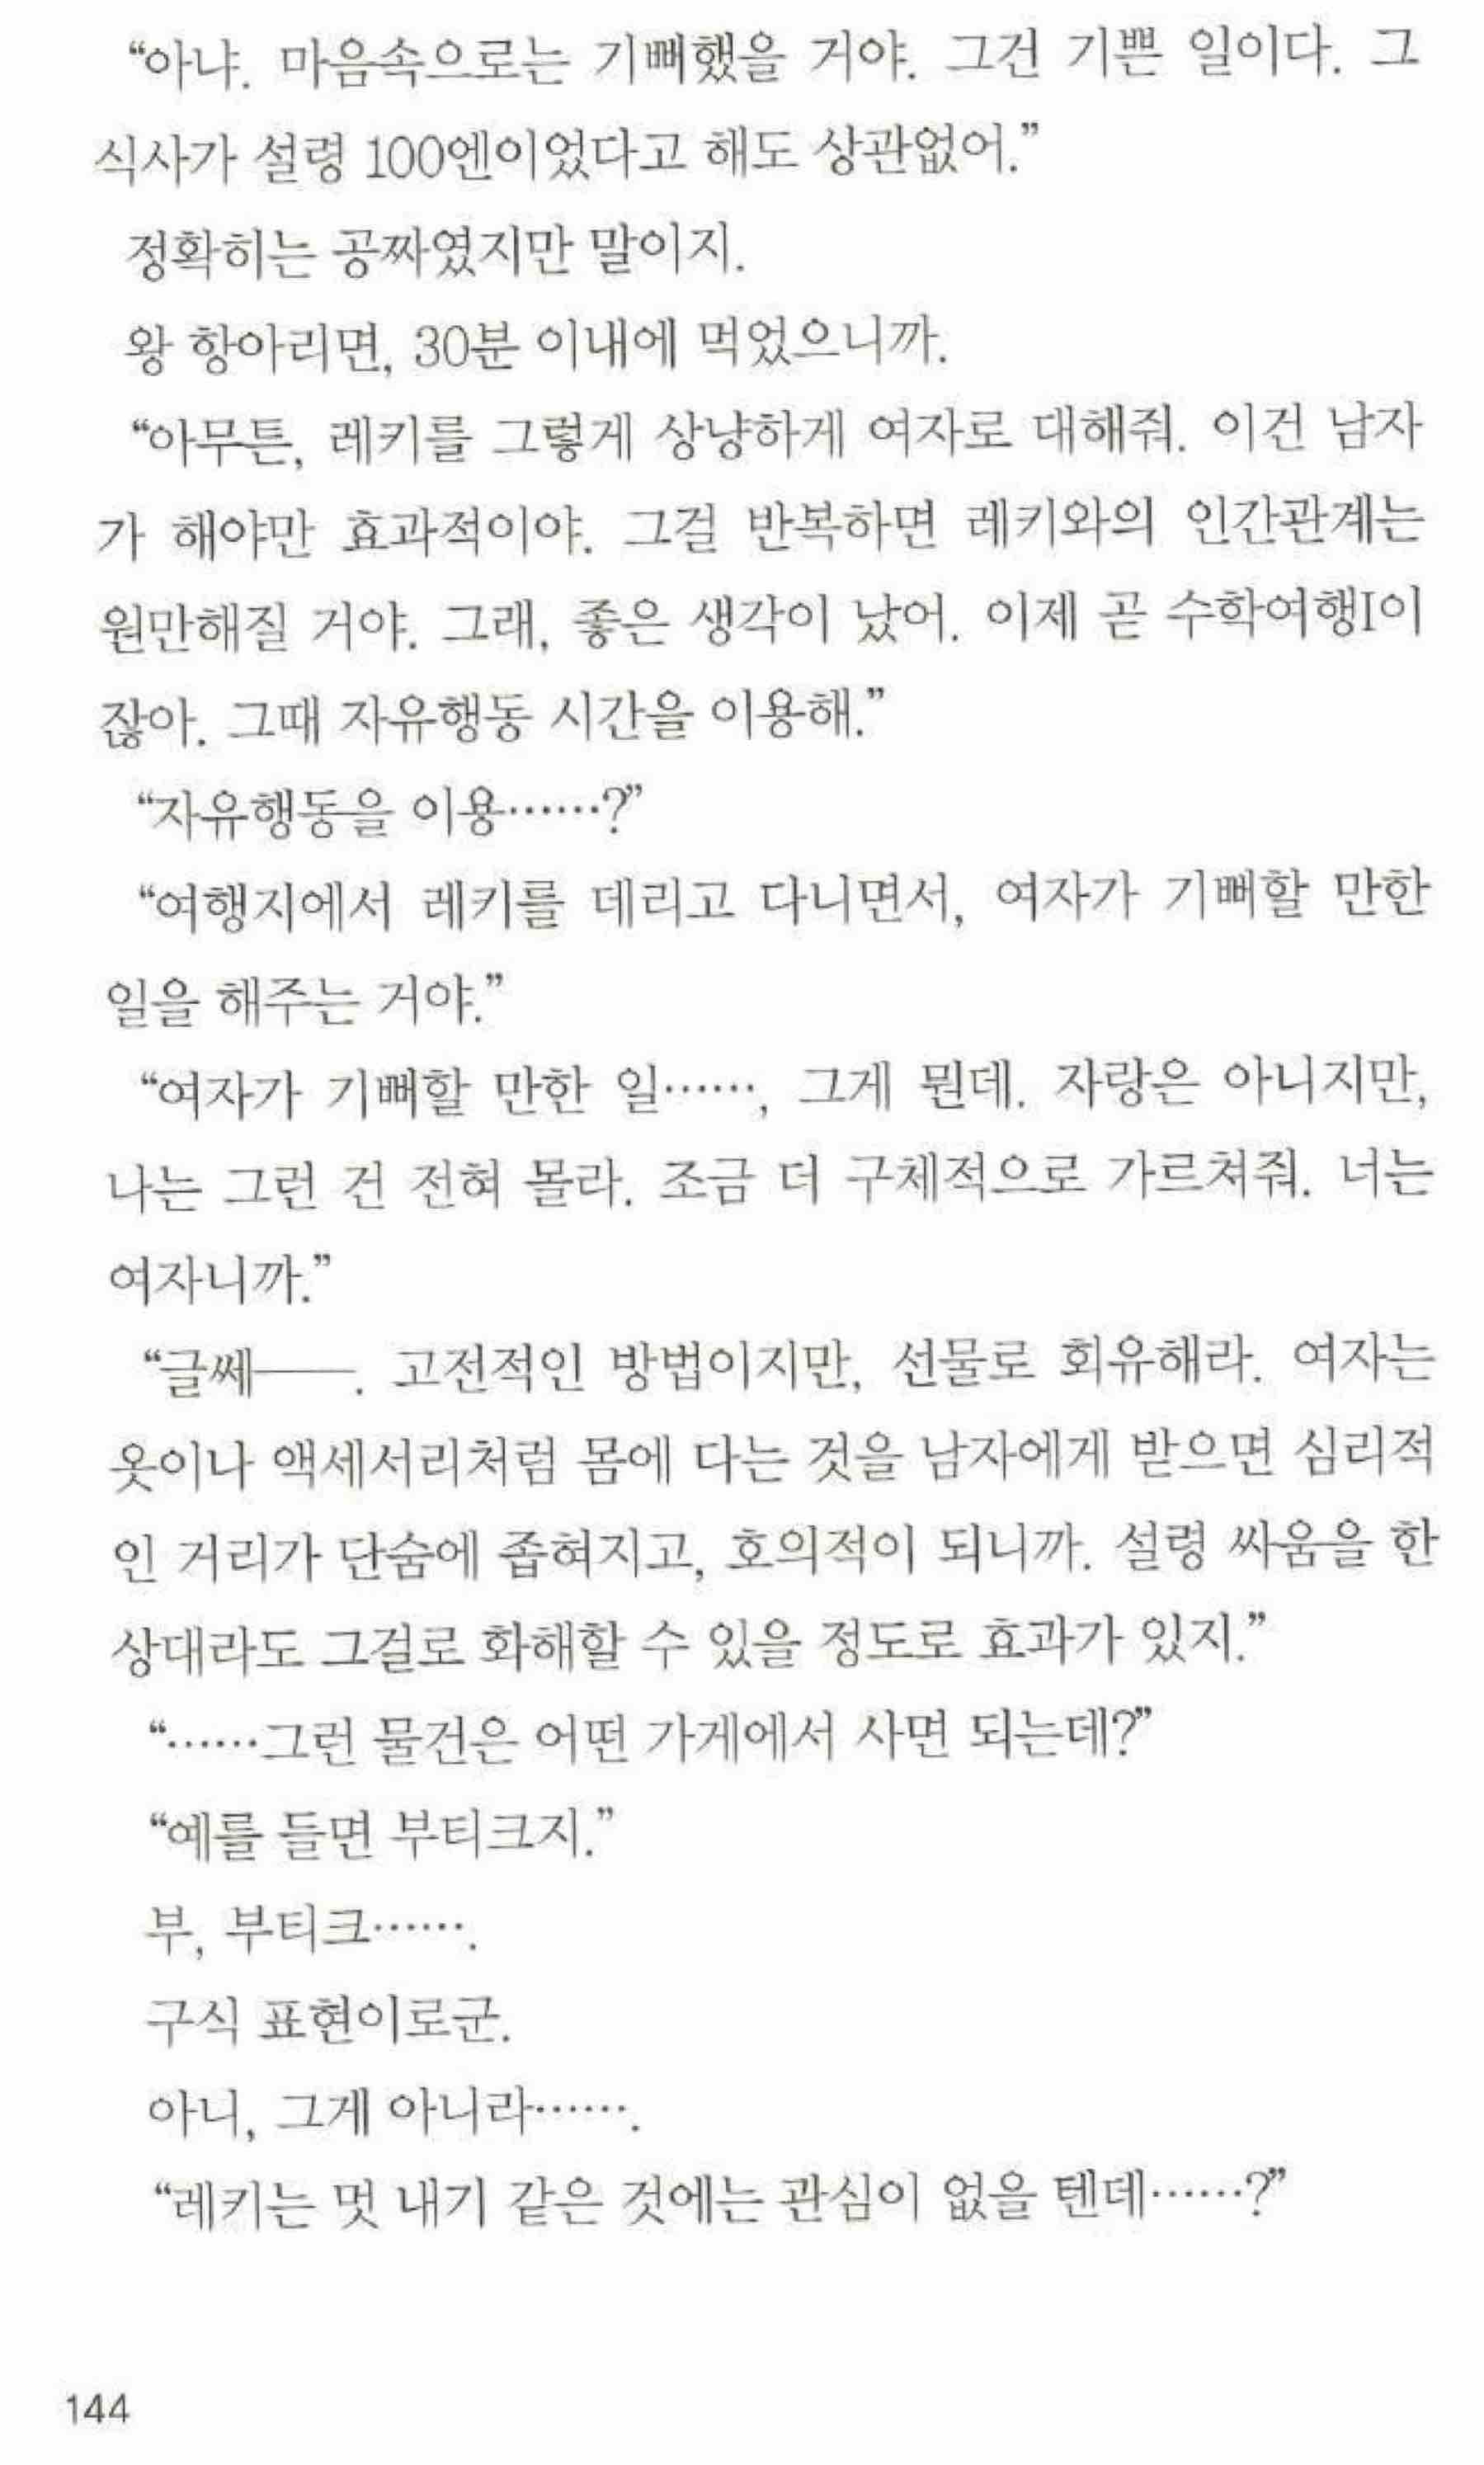 “아냐. 마음속으로는 기뻐했을 거야. 그건 기쁜 일이다. 그
식사가 설령 100엔이었다고 해도 상관없어.”
정확히는 공짜였지만 말이지.
왕 항아리면, 30분 이내에 먹었으니까.
“아무튼, 레키를 그렇게 상냥하게 여자로 대해줘. 이건 남자
가 해야만 효과적이야. 그걸 반복하면 레키와의 인간관계는
원만해질 거야. 그래, 좋은 생각이 났어. 이제 곧 수학여행I이
잖아. 그때 자유행동 시간을 이용해.”
“자유행동을 이용……?”
“여행지에서 레키를 데리고 다니면서, 여자가 기뻐할 만한
일을 해주는 거야.”
“여자가 기뻐할 만한 일……, 그게 뭔데. 자랑은 아니지만,
나는 그런 건 전혀 몰라. 조금 더 구체적으로 가르쳐줘. 너는
여자니까.”
“글쎄──. 고전적인 방법이지만, 선물로 회유해라. 여자는
옷이나 액세서리처럼 몸에 다는 것을 남자에게 받으면 심리적
인 거리가 단숨에 좁혀지고, 호의적이 되니까. 설령 싸움을 한
상대라도 그걸로 화해할 수 있을 정도로 효과가 있지.”
“……그런 물건은 어떤 가게에서 사면 되는데?”
“예를 들면 부티크지.”
부, 부티크…….
구식 표현이로군.
아니, 그게 아니라…….
“레키는 멋 내기 같은 것에는 관심이 없을 텐데……?”
144